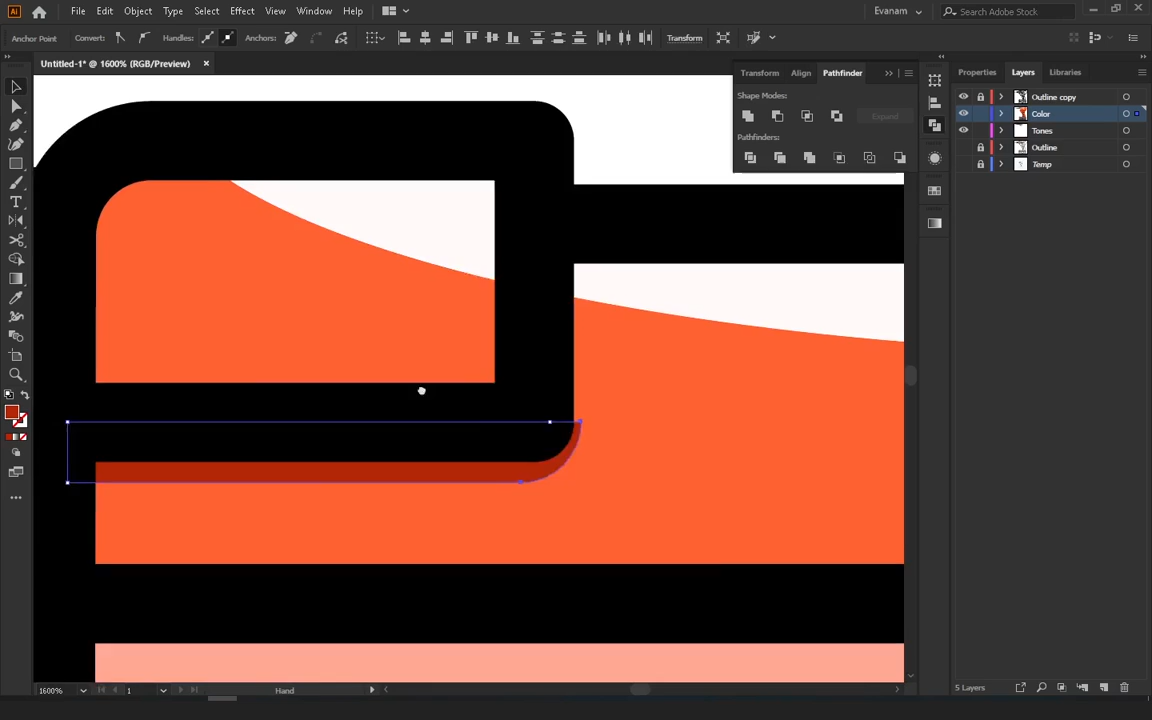 Ai File Edit Object Type Select Effect View Window Help Evanam Search Adobe Stock
Anchor Point Convert: Handles: Anchors: Transform
Untitled-1* @ 1600% (RGB/Preview) ×
Transform Align Pathfinder
Shape Modes:
Expand
Pathfinders:
Properties Layers Libraries
Outline copy
Color
Tones
Outline
Temp
1600% 1 Hand 5 Layers